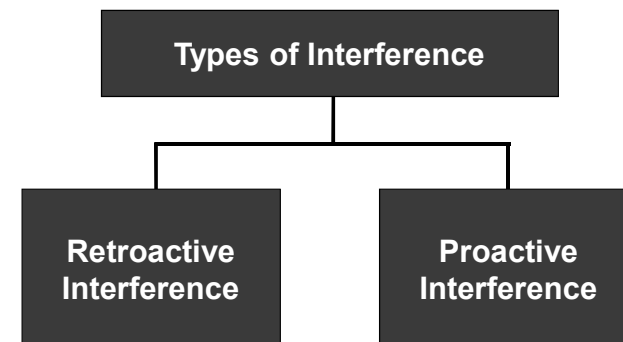 Types of Interference
Retroactive
Interference
Proactive
Interference